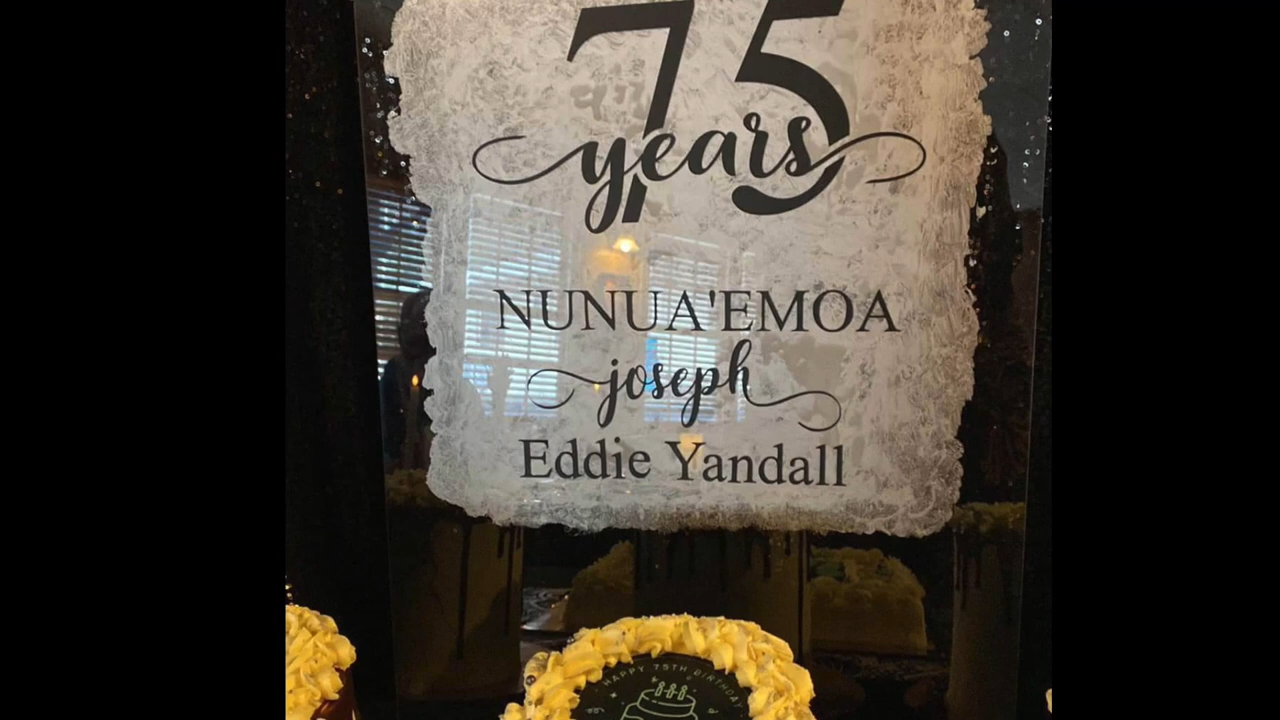 75
years
NUNUA'EMOA
joseph
Eddie Yandall
HAPPY 75TH BIRTHDAY